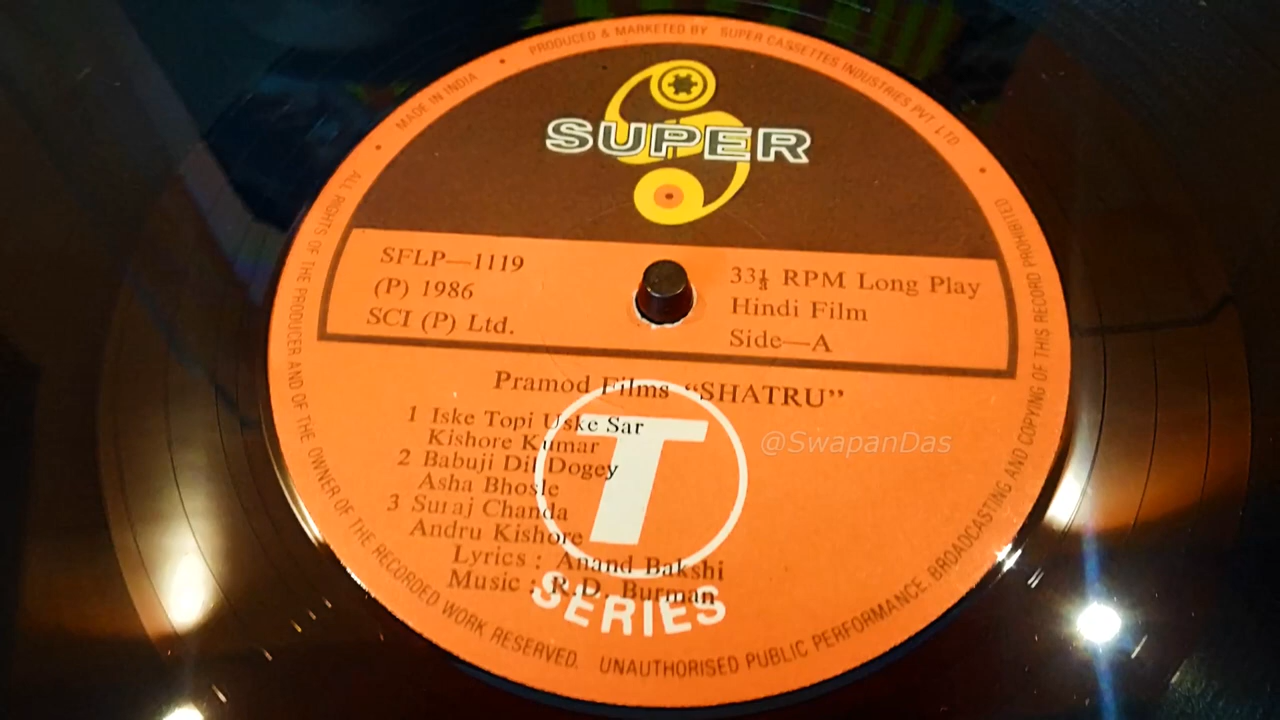 MADE IN INDIA • PRODUCED & MARKETED BY SUPER CASSETTES INDUSTRIES PVT. LTD.
SUPER
SFLP—1119
(P) 1986
SCI (P) Ltd.
33⅓ RPM Long Play
Hindi Film
Side—A
Pramod Films “SHATRU”
1 Iske Topi Uske Sar
Kishore Kumar
2 Babuji Dil Dogey
Asha Bhosle
3 Suraj Chanda
Andru Kishore
Lyrics : Anand Bakshi
Music : R.D. Burman
T
SERIES
@SwapanDas
ALL RIGHTS OF THE PRODUCER AND OF THE OWNER OF THE RECORDED WORK RESERVED. UNAUTHORISED PUBLIC PERFORMANCE, BROADCASTING AND COPYING OF THIS RECORD PROHIBITED